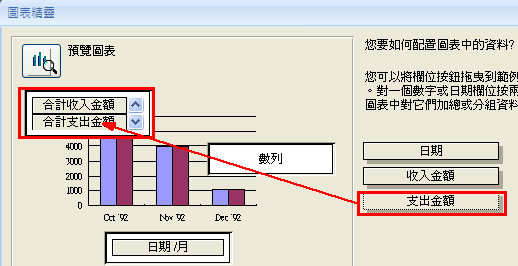 圖表精靈
預覽圖表
合計收入金額
合計支出金額
4000
3000
2000
1000
0
數列
Oct '92
Nov '92
Dec '92
日期 /月
您要如何配置圖表中的資料?
您可以將欄位按鈕拖曳到範例
。對一個數字或日期欄位按兩
圖表中對它們加總或分組資料
日期
收入金額
支出金額